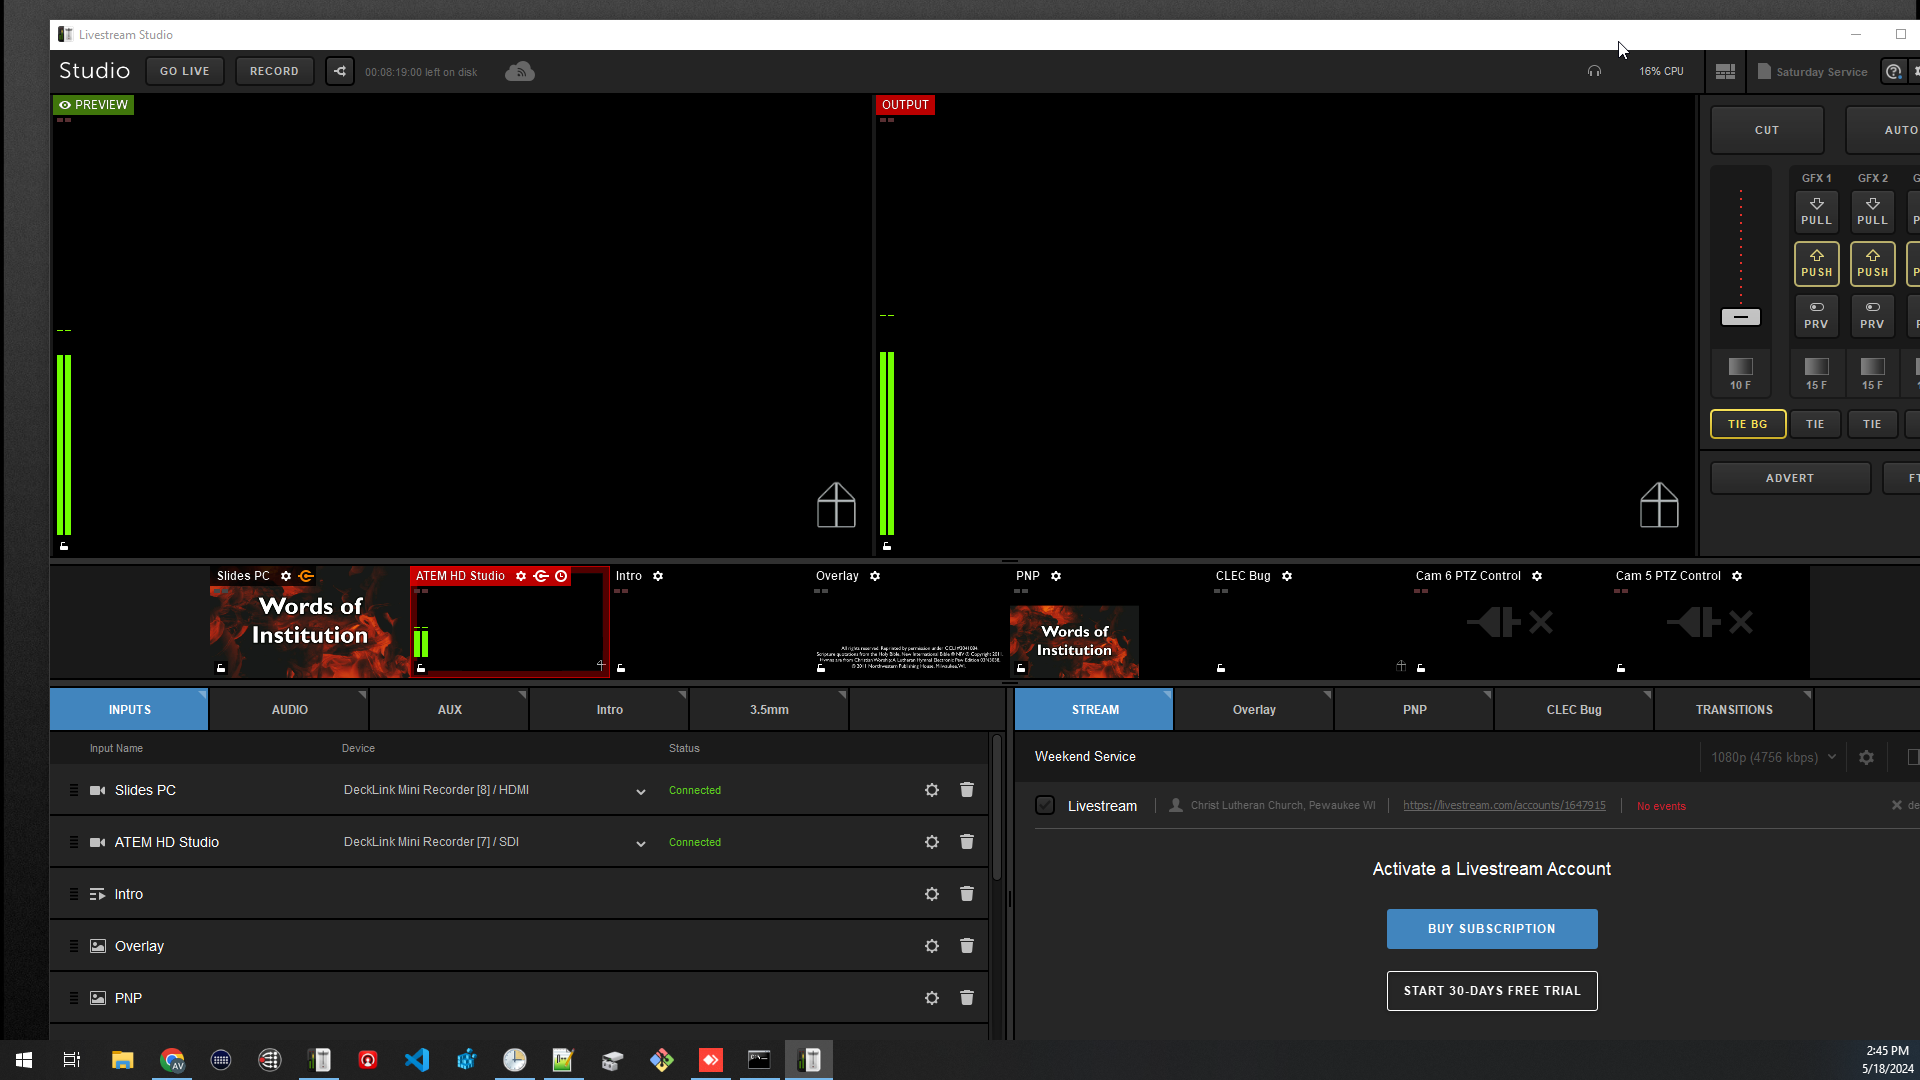 Livestream Studio
Studio
GO LIVE
RECORD
00:08:19:00 left on disk
16% CPU
Saturday Service
PREVIEW
OUTPUT
CUT
AUTO
GFX 1
GFX 2
G
PULL
PULL
P
PUSH
PUSH
P
PRV
PRV
P
10 F
15 F
15 F
1
TIE BG
TIE
TIE
ADVERT
FT
Slides PC
ATEM HD Studio
Intro
Overlay
PNP
CLEC Bug
Cam 6 PTZ Control
Cam 5 PTZ Control
Words of
Institution
Words of
Institution
INPUTS
AUDIO
AUX
Intro
3.5mm
STREAM
Overlay
PNP
CLEC Bug
TRANSITIONS
Input Name
Device
Status
Slides PC
DeckLink Mini Recorder [8] / HDMI
Connected
ATEM HD Studio
DeckLink Mini Recorder [7] / SDI
Connected
Intro
Overlay
PNP
Weekend Service
1080p (4756 kbps)
Livestream
Christ Lutheran Church, Pewaukee WI
https://livestream.com/accounts/1647915
No events
de
Activate a Livestream Account
BUY SUBSCRIPTION
START 30-DAYS FREE TRIAL
AV
2:45 PM
5/18/2024